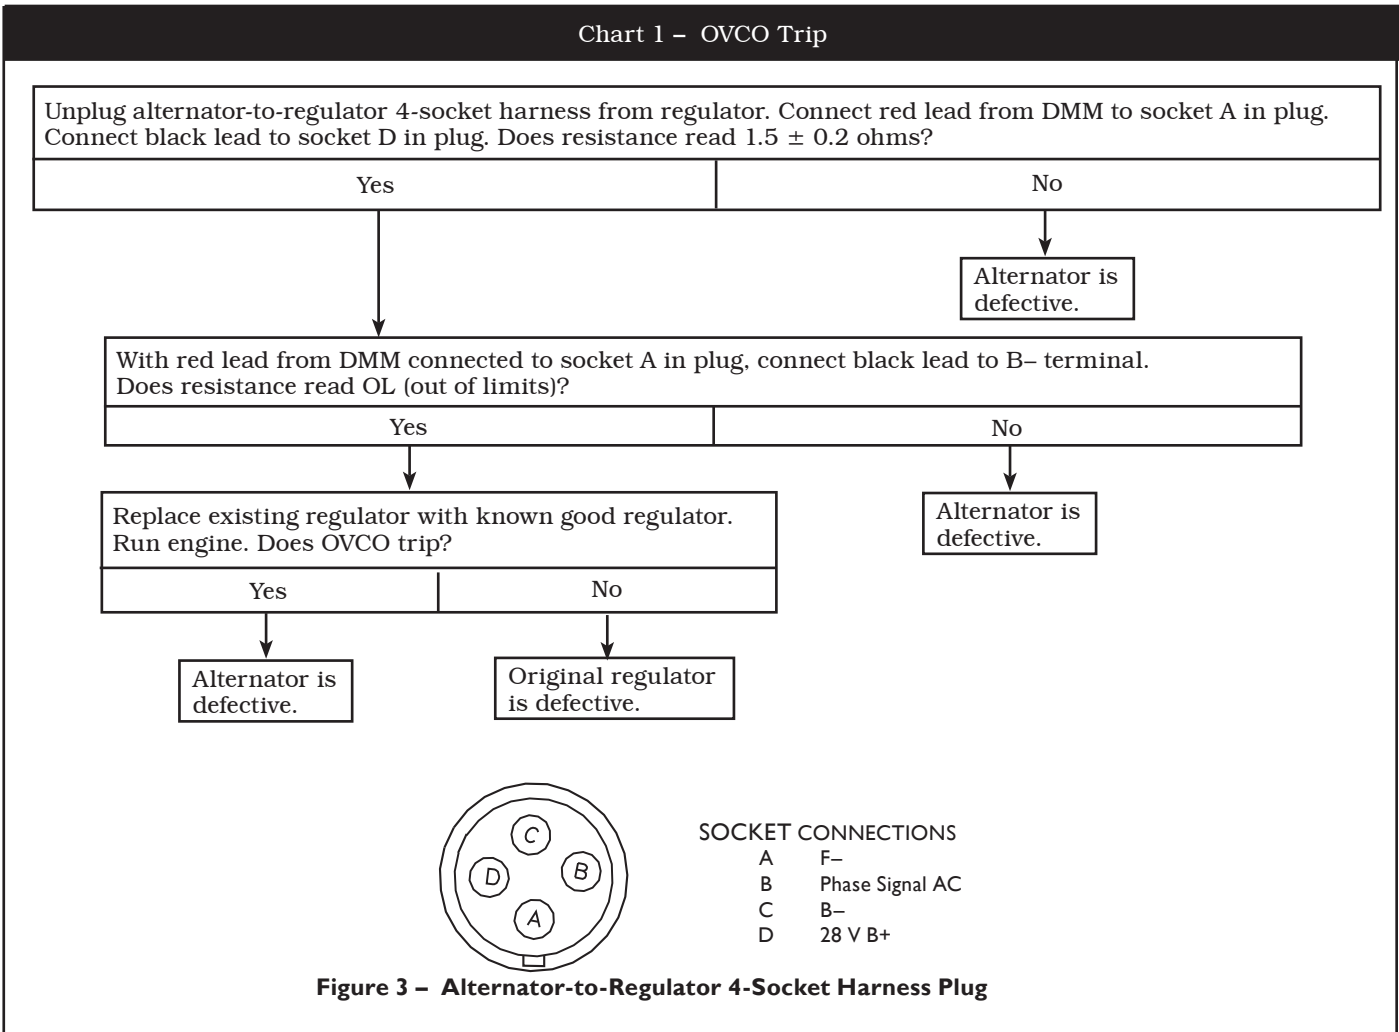 Chart 1 – OVCO Trip
Unplug alternator-to-regulator 4-socket harness from regulator. Connect red lead from DMM to socket A in plug.
Connect black lead to socket D in plug. Does resistance read 1.5 ± 0.2 ohms?
Yes
No
Alternator is
defective.
With red lead from DMM connected to socket A in plug, connect black lead to B– terminal.
Does resistance read OL (out of limits)?
Yes
No
Replace existing regulator with known good regulator.
Run engine. Does OVCO trip?
Alternator is
defective.
Yes
No
Alternator is
defective.
Original regulator
is defective.
C
D
B
A
SOCKET CONNECTIONS
A F–
B Phase Signal AC
C B–
D 28 V B+
Figure 3 – Alternator-to-Regulator 4-Socket Harness Plug